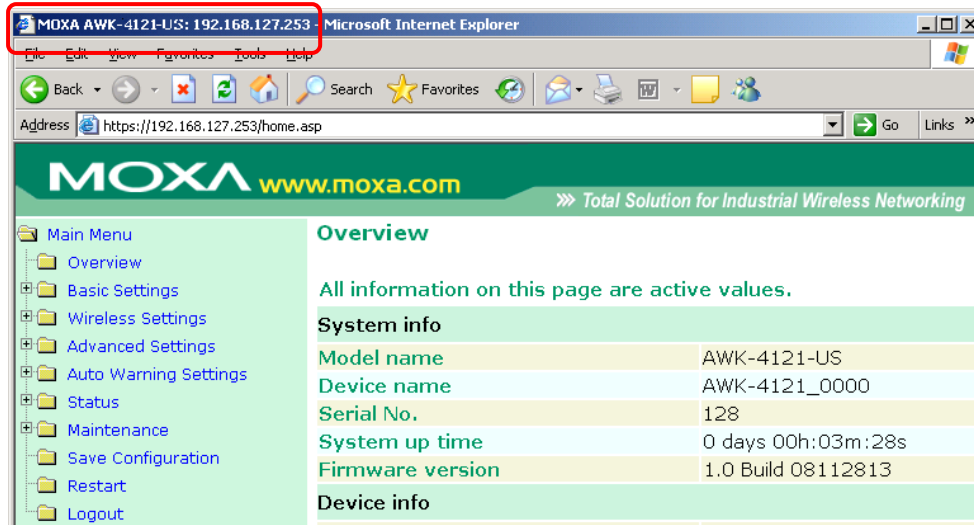 MOXA AWK-4121-US: 192.168.127.253 - Microsoft Internet Explorer
File Edit View Favorites Tools Help
Back Search Favorites
Address https://192.168.127.253/home.asp Go Links »
MOXA www.moxa.com
»» Total Solution for Industrial Wireless Networking
Main Menu
Overview
Basic Settings
Wireless Settings
Advanced Settings
Auto Warning Settings
Status
Maintenance
Save Configuration
Restart
Logout
Overview
All information on this page are active values.
System info
Model name AWK-4121-US
Device name AWK-4121_0000
Serial No. 128
System up time 0 days 00h:03m:28s
Firmware version 1.0 Build 08112813
Device info